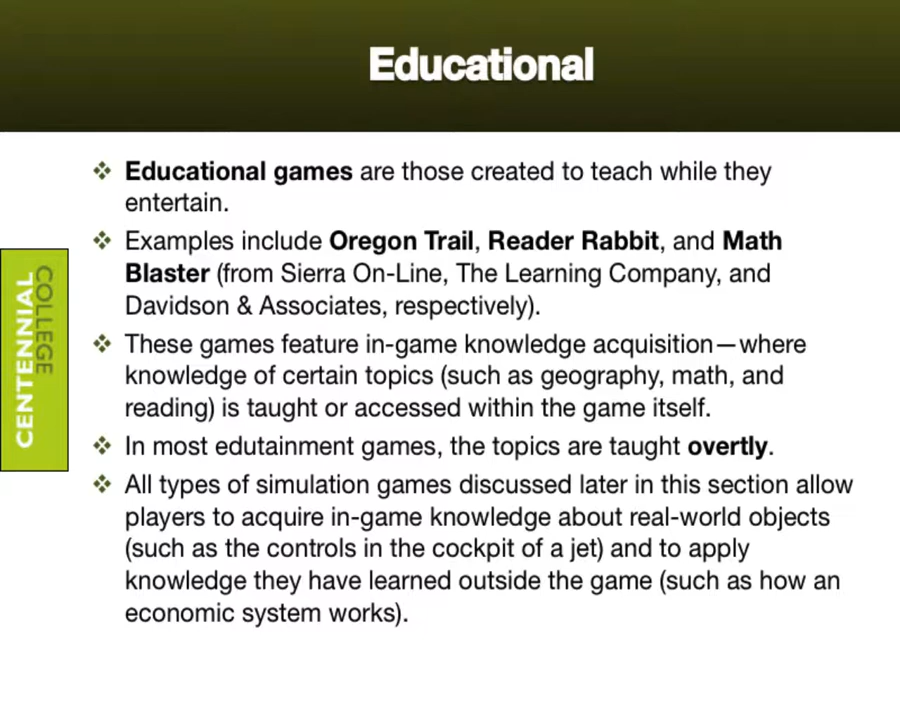 Educational
❖ Educational games are those created to teach while they
entertain.
❖ Examples include Oregon Trail, Reader Rabbit, and Math
Blaster (from Sierra On-Line, The Learning Company, and
Davidson & Associates, respectively).
❖ These games feature in-game knowledge acquisition—where
knowledge of certain topics (such as geography, math, and
reading) is taught or accessed within the game itself.
❖ In most edutainment games, the topics are taught overtly.
❖ All types of simulation games discussed later in this section allow
players to acquire in-game knowledge about real-world objects
(such as the controls in the cockpit of a jet) and to apply
knowledge they have learned outside the game (such as how an
economic system works).
CENTENNIAL
COLLEGE